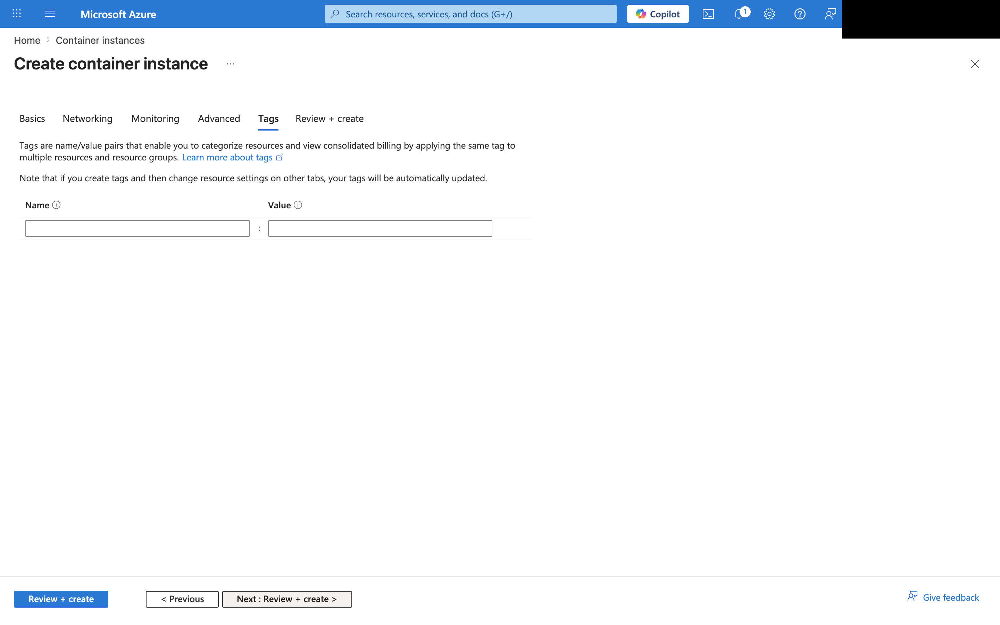 Microsoft Azure
Search resources, services, and docs (G+/)
Copilot
1
Home > Container instances
Create container instance ...
Basics Networking Monitoring Advanced Tags Review + create
Tags are name/value pairs that enable you to categorize resources and view consolidated billing by applying the same tag to
multiple resources and resource groups. Learn more about tags
Note that if you create tags and then change resource settings on other tabs, your tags will be automatically updated.
Name Value
:
Review + create < Previous Next : Review + create > Give feedback